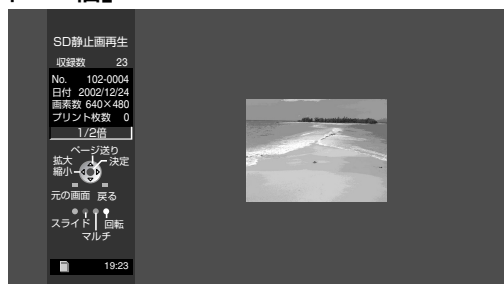 SD静止画再生
収録数 23
No. 102-0004
日付 2002/12/24
画素数 640×480
プリント枚数 0
1/2倍
ページ送り
拡大 決定
縮小
元の画面 戻る
スライド 回転
マルチ
19:23